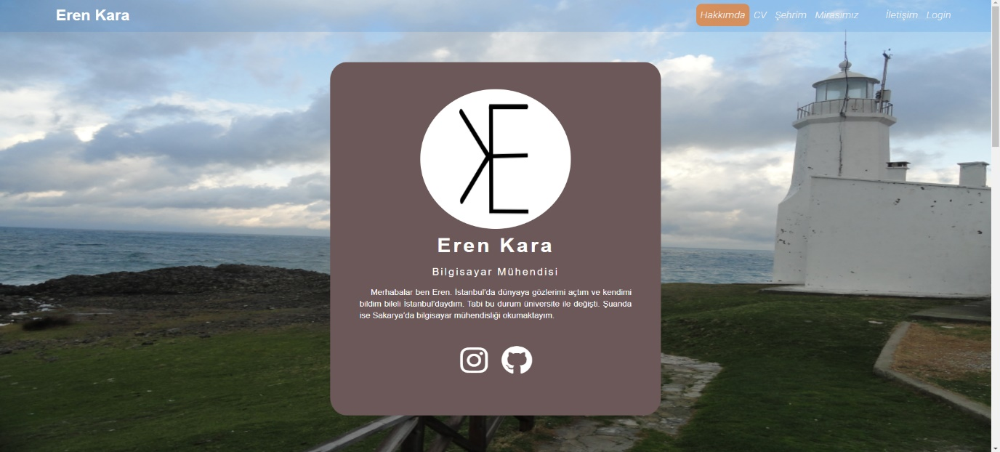 Eren Kara
Hakkımda CV Şehrim Mirasimız İletişim Login
Eren Kara
Bilgisayar Mühendisi
Merhabalar ben Eren. İstanbul'da dünyaya gözlerimi açtım ve kendimi
bildim bileli İstanbul'daydım. Tabi bu durum üniversite ile değişti. Şuanda
ise Sakarya'da bilgisayar mühendisliği okumaktayım.